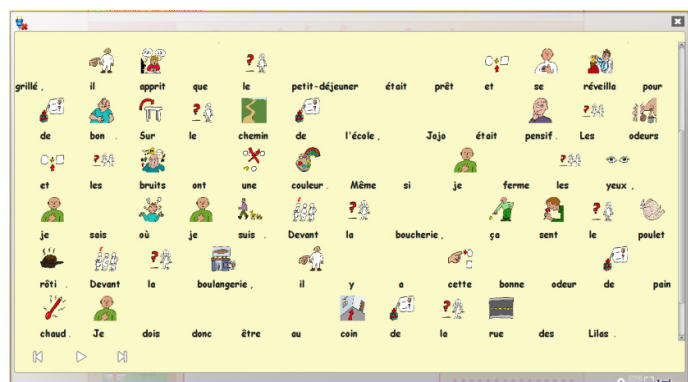 grillé, il apprit que le petit-déjeuner était prêt et se réveilla pour
de bon. Sur le chemin de l'école, Jojo était pensif. Les odeurs
et les bruits ont une couleur. Même si je ferme les yeux,
je sais où je suis. Devant la boucherie, ça sent le poulet
rôti. Devant la boulangerie, il y a cette bonne odeur de pain
chaud. Je dois donc être au coin de la rue des Lilas.